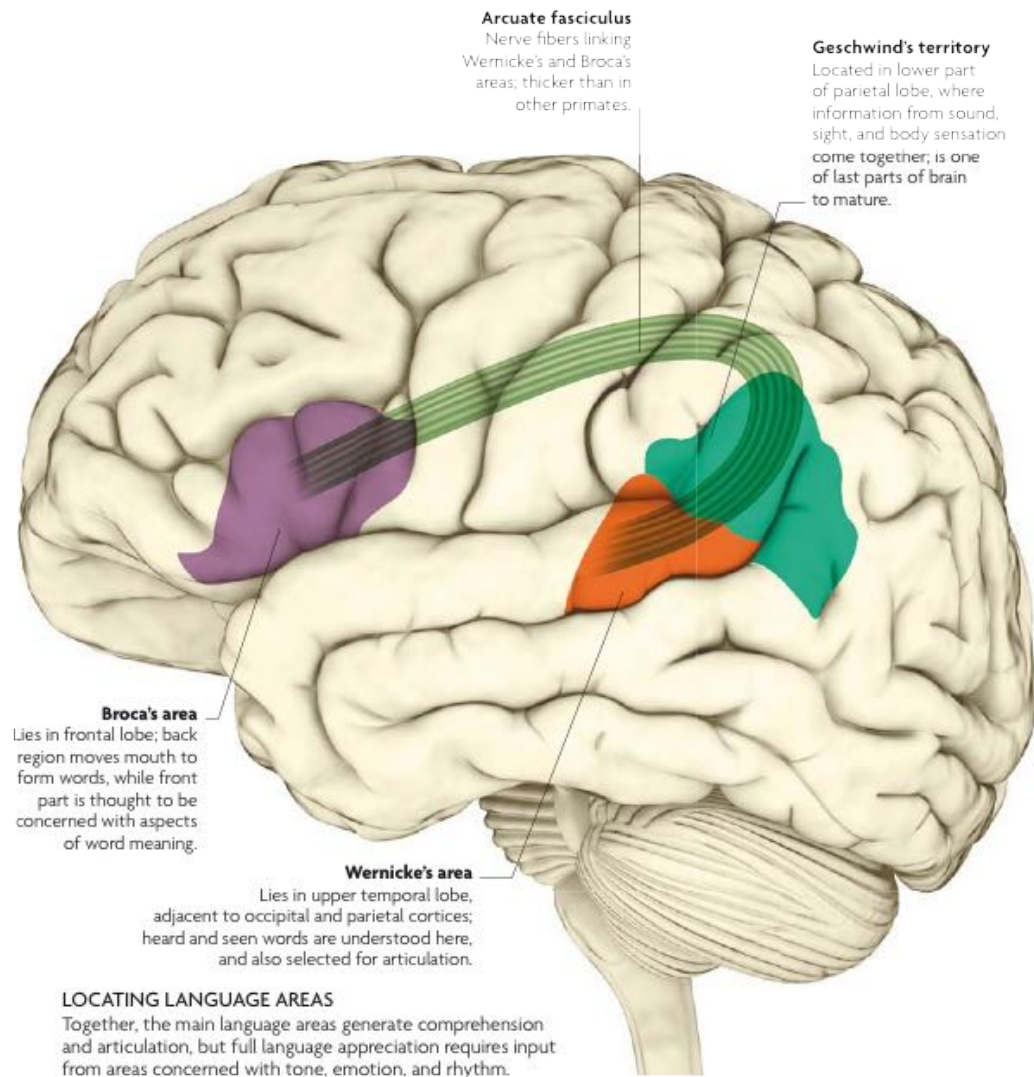 Arcuate fasciculus
Nerve fibers linking
Wernicke's and Broca's
areas; thicker than in
other primates.
Geschwind's territory
Located in lower part
of parietal lobe, where
information from sound,
sight, and body sensation
come together; is one
of last parts of brain
to mature.
Broca's area
Lies in frontal lobe; back
region moves mouth to
form words, while front
part is thought to be
concerned with aspects
of word meaning.
Wernicke's area
Lies in upper temporal lobe,
adjacent to occipital and parietal cortices;
heard and seen words are understood here,
and also selected for articulation.
LOCATING LANGUAGE AREAS
Together, the main language areas generate comprehension
and articulation, but full language appreciation requires input
from areas concerned with tone, emotion, and rhythm.